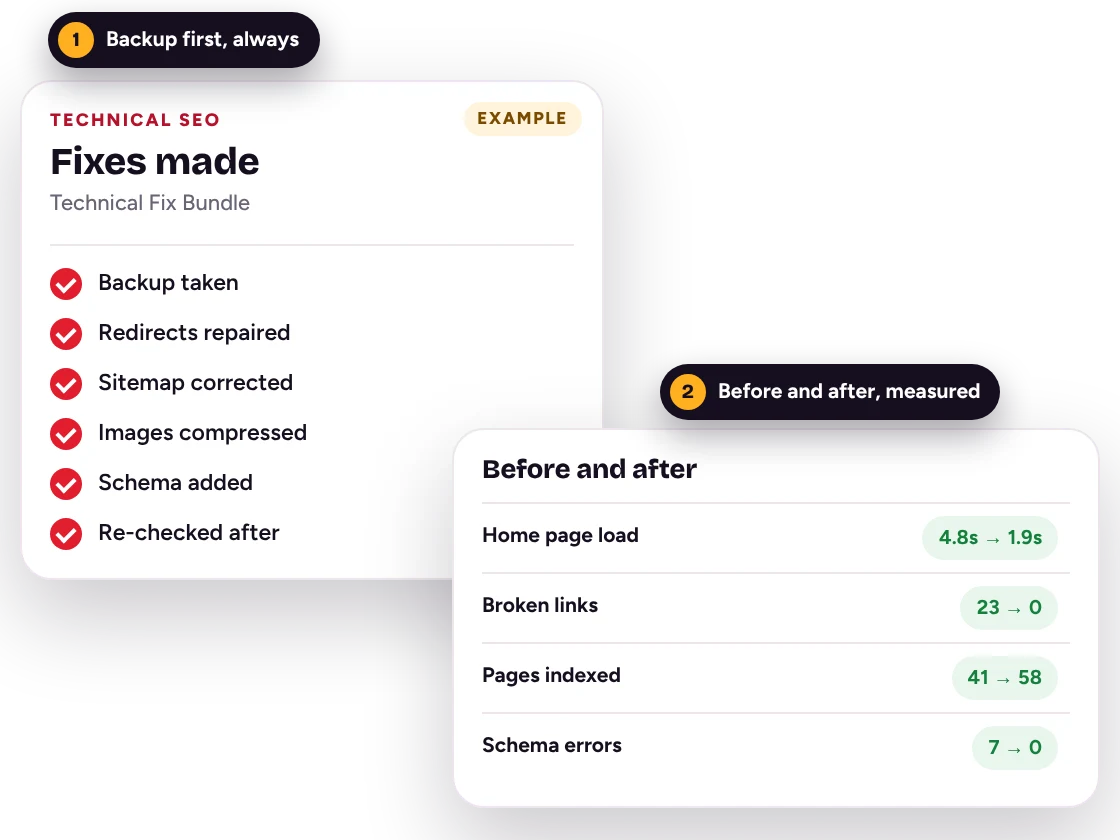 1 Backup first, always
TECHNICAL SEO
EXAMPLE
Fixes made
Technical Fix Bundle
Backup taken
Redirects repaired
Sitemap corrected
Images compressed
Schema added
Re-checked after
2 Before and after, measured
Before and after
Home page load 4.8s → 1.9s
Broken links 23 → 0
Pages indexed 41 → 58
Schema errors 7 → 0